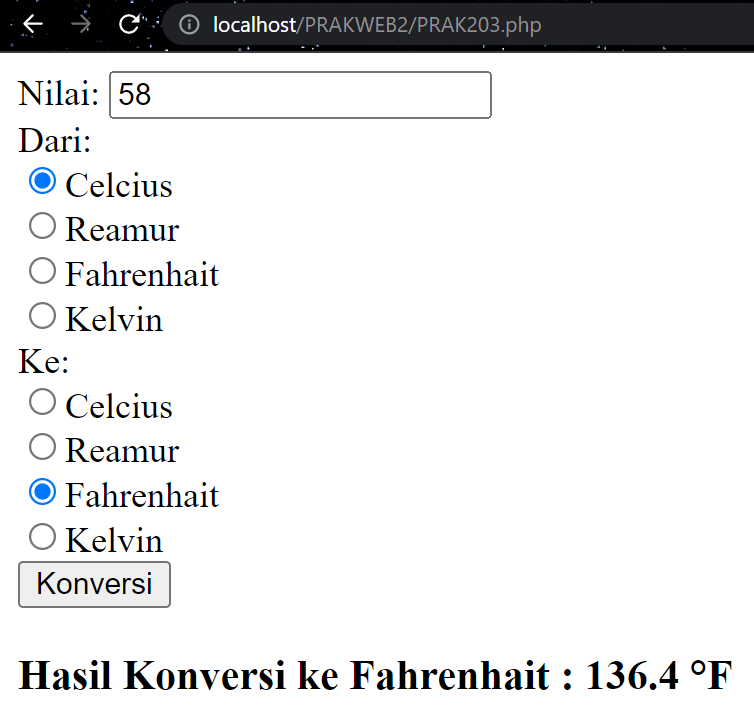 localhost/PRAKWEB2/PRAK203.php
Nilai: 58
Dari:
Celcius
Reamur
Fahrenhait
Kelvin
Ke:
Celcius
Reamur
Fahrenhait
Kelvin
Konversi
Hasil Konversi ke Fahrenhait : 136.4 °F